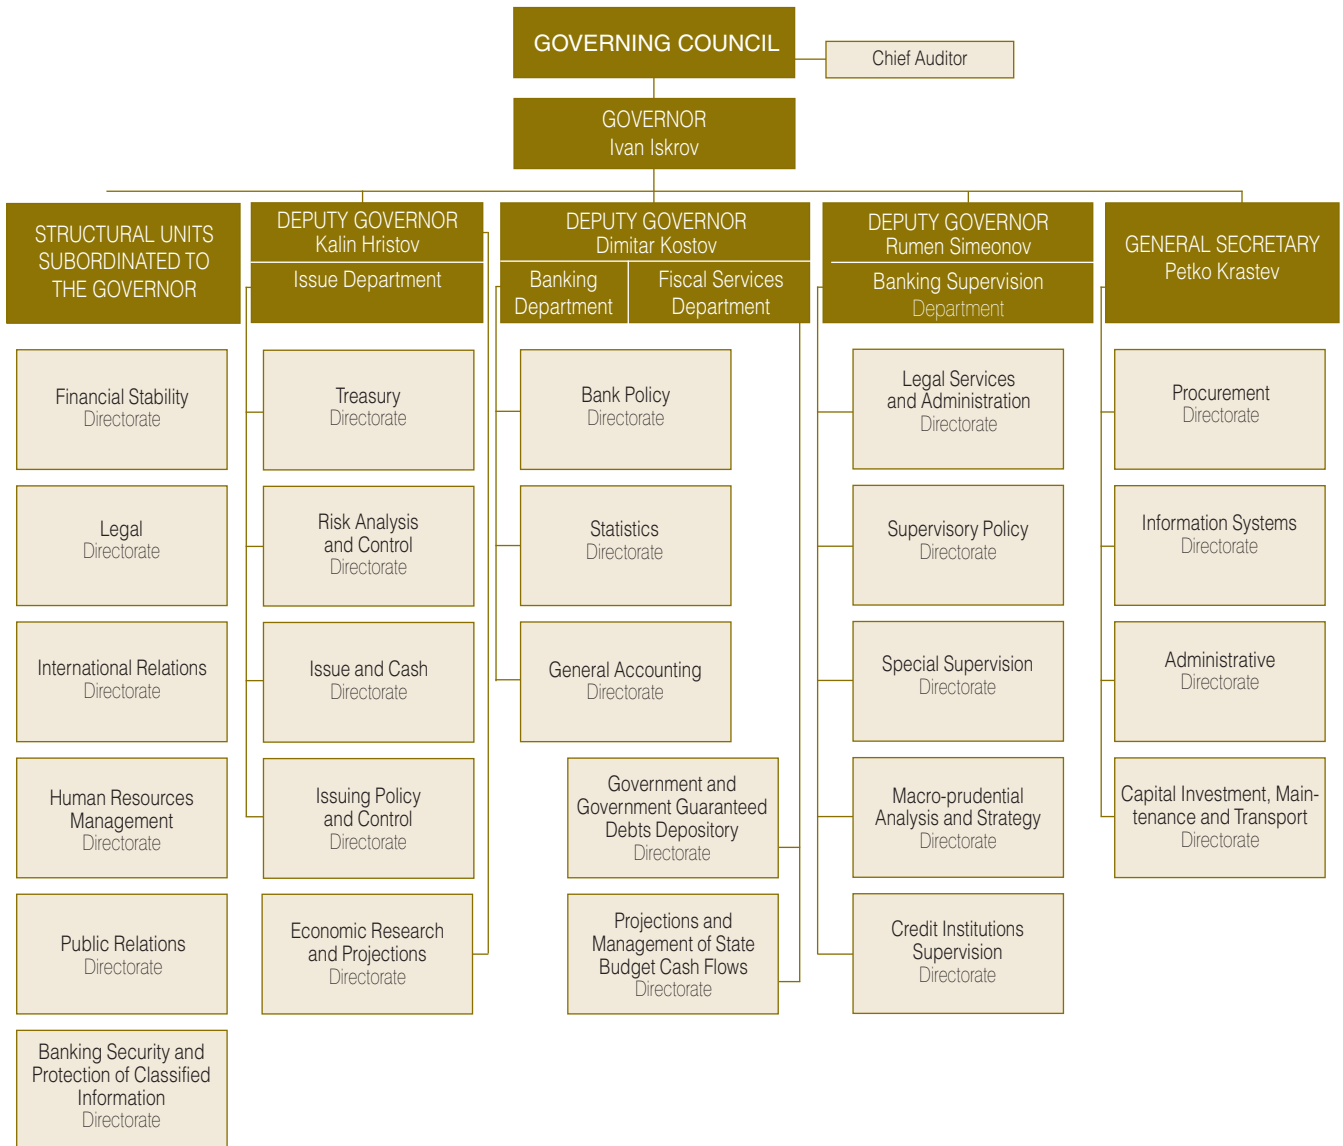 GOVERNING COUNCIL
Chief Auditor
GOVERNOR
Ivan Iskrov
STRUCTURAL UNITS
SUBORDINATED TO
THE GOVERNOR
Financial Stability
Directorate
Legal
Directorate
International Relations
Directorate
Human Resources
Management
Directorate
Public Relations
Directorate
Banking Security and
Protection of Classified
Information
Directorate
DEPUTY GOVERNOR
Kalin Hristov
Issue Department
Treasury
Directorate
Risk Analysis
and Control
Directorate
Issue and Cash
Directorate
Issuing Policy
and Control
Directorate
Economic Research
and Projections
Directorate
DEPUTY GOVERNOR
Dimitar Kostov
Banking
Department
Fiscal Services
Department
Bank Policy
Directorate
Statistics
Directorate
General Accounting
Directorate
Government and
Government Guaranteed
Debts Depository
Directorate
Projections and
Management of State
Budget Cash Flows
Directorate
DEPUTY GOVERNOR
Rumen Simeonov
Banking Supervision
Department
Legal Services
and Administration
Directorate
Supervisory Policy
Directorate
Special Supervision
Directorate
Macro-prudential
Analysis and Strategy
Directorate
Credit Institutions
Supervision
Directorate
GENERAL SECRETARY
Petko Krastev
Procurement
Directorate
Information Systems
Directorate
Administrative
Directorate
Capital Investment, Main-
tenance and Transport
Directorate